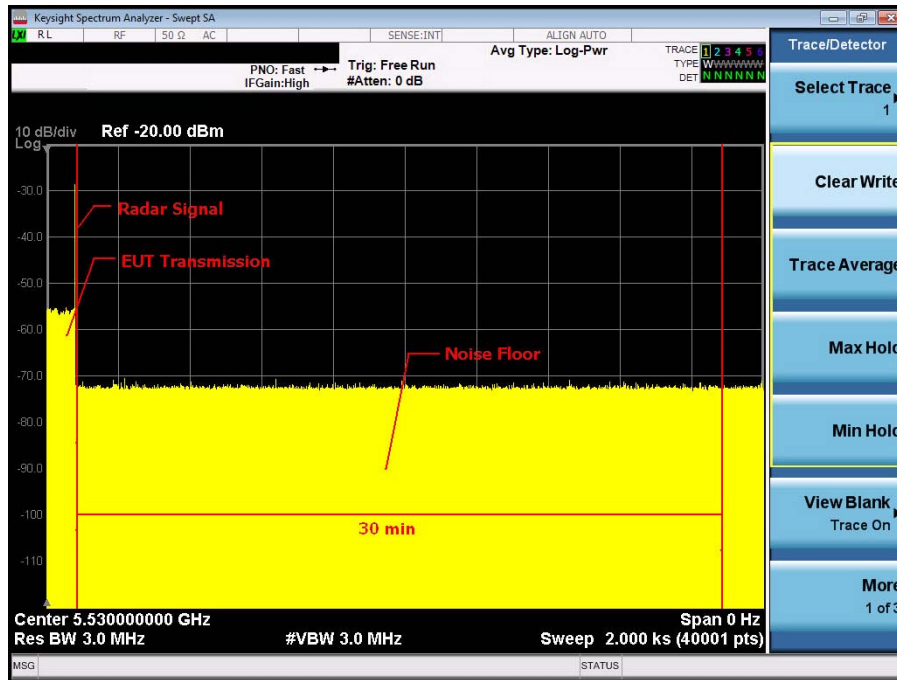 Keysight Spectrum Analyzer - Swept SA
LXI RL RF 50 Ω AC SENSE:INT ALIGN AUTO
Avg Type: Log-Pwr
TRACE 1 2 3 4 5 6
TYPE WWWWWW
DET N N N N N N
PNO: Fast
IFGain:High
Trig: Free Run
#Atten: 0 dB
10 dB/div Ref -20.00 dBm
Log
-30.0
-40.0
-50.0
-60.0
-70.0
-80.0
-90.0
-100
-110
Radar Signal
EUT Transmission
Noise Floor
30 min
Center 5.530000000 GHz Span 0 Hz
Res BW 3.0 MHz #VBW 3.0 MHz Sweep 2.000 ks (40001 pts)
MSG STATUS
Trace/Detector
Select Trace
1
Clear Write
Trace Average
Max Hold
Min Hold
View Blank
Trace On
More
1 of 3